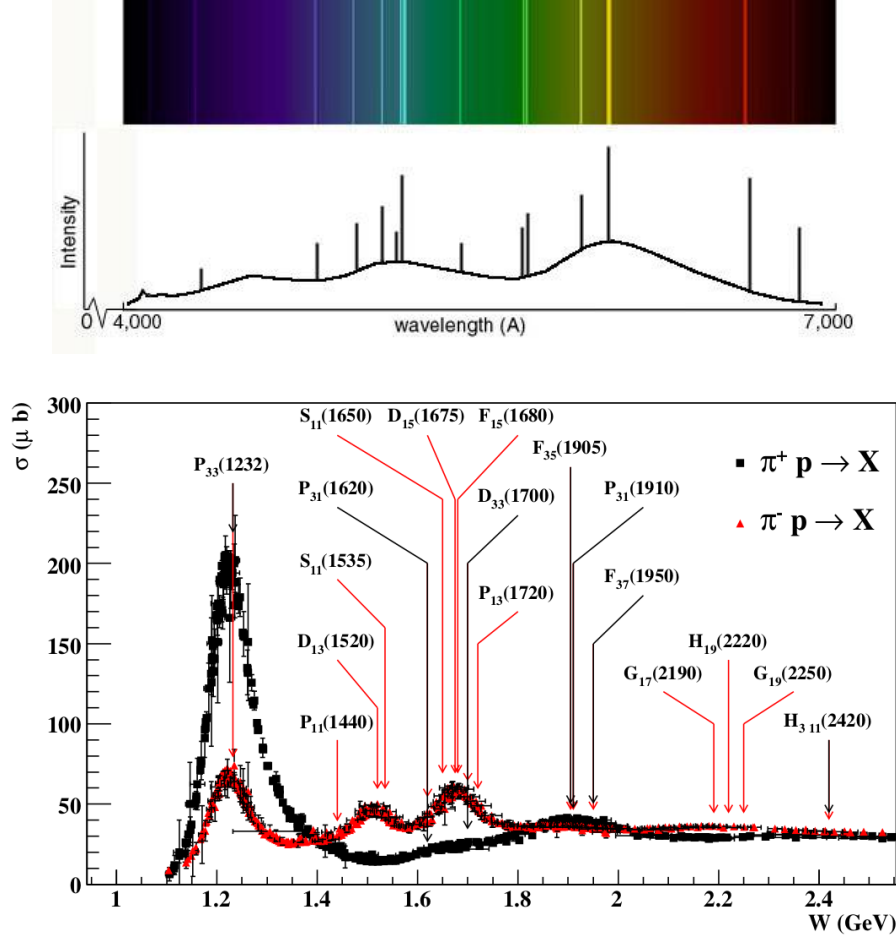 Intensity
0 4,000
wavelength (A)
7,000
σ (μ b)
300
250
200
150
100
50
0
S11(1650)
D15(1675)
F15(1680)
P33(1232)
F35(1905)
P31(1620)
D33(1700)
P31(1910)
π+ p → X
π- p → X
S11(1535)
P13(1720)
F37(1950)
D13(1520)
H19(2220)
G17(2190)
G19(2250)
P11(1440)
H3 11(2420)
1 1.2 1.4 1.6 1.8 2 2.2 2.4
W (GeV)